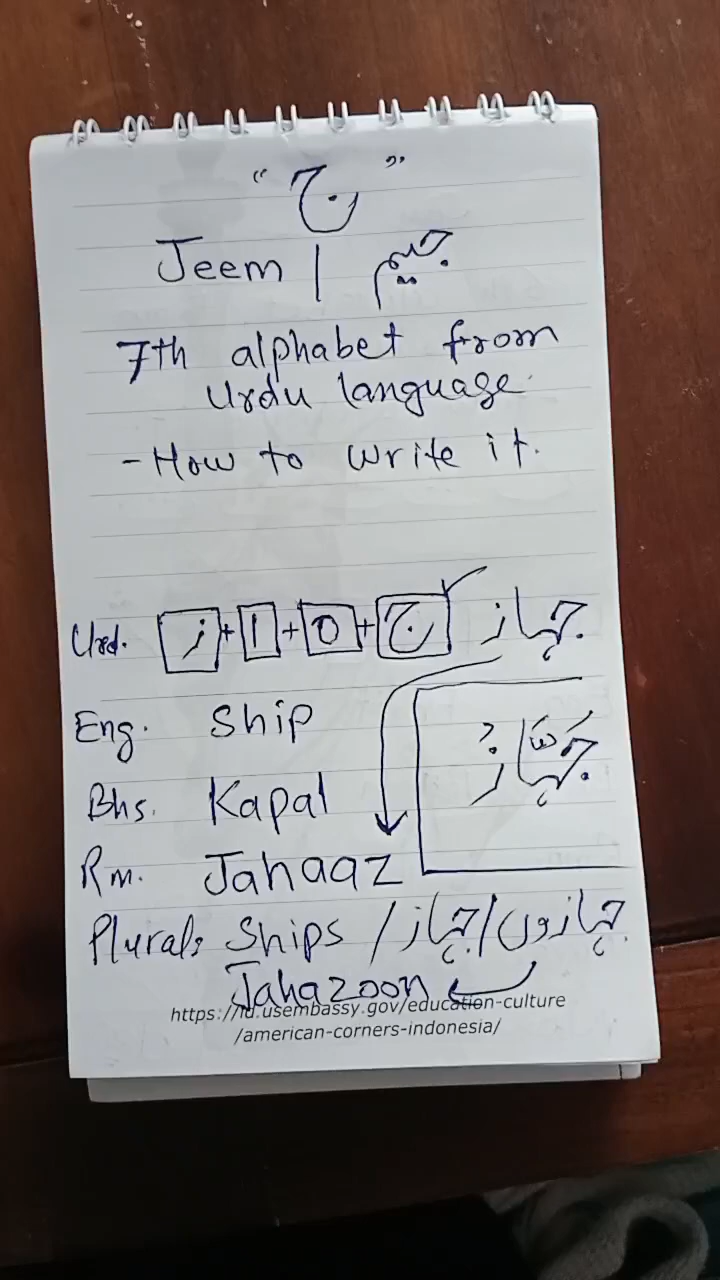 “ ج ”
Jeem | جیم
7th alphabet from
Urdu language.
- How to write it.
Urd. ز + ا + ه + ج جہاز
Eng. Ship
Bhs. Kapal
جَہَاز
Rm. Jahaaz
Plural: Ships / جہاز / جہازوں
Jahazoon
https://id.usembassy.gov/education-culture
/american-corners-indonesia/